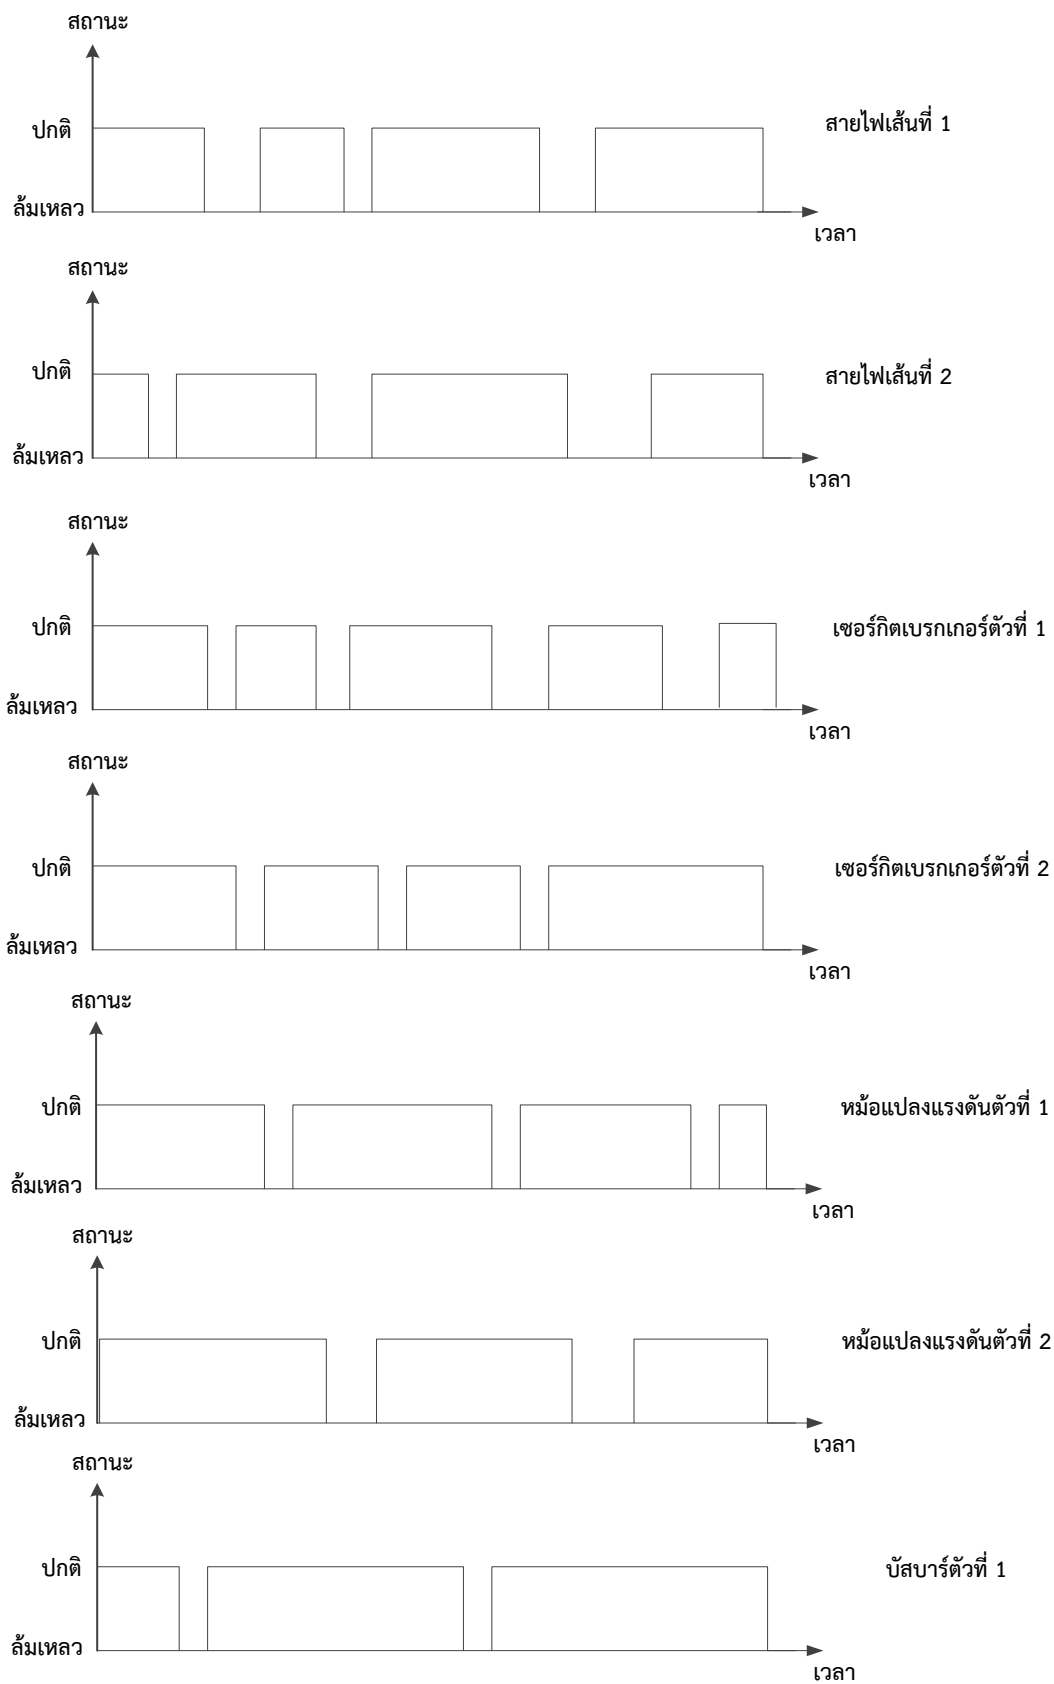 สถานะ
ปกติ
สายไฟเส้นที่ 1
ล้มเหลว
เวลา
สถานะ
ปกติ
สายไฟเส้นที่ 2
ล้มเหลว
เวลา
สถานะ
ปกติ
เซอร์กิตเบรกเกอร์ตัวที่ 1
ล้มเหลว
เวลา
สถานะ
ปกติ
เซอร์กิตเบรกเกอร์ตัวที่ 2
ล้มเหลว
เวลา
สถานะ
ปกติ
หม้อแปลงแรงดันตัวที่ 1
ล้มเหลว
เวลา
สถานะ
ปกติ
หม้อแปลงแรงดันตัวที่ 2
ล้มเหลว
เวลา
สถานะ
ปกติ
บัสบาร์ตัวที่ 1
ล้มเหลว
เวลา